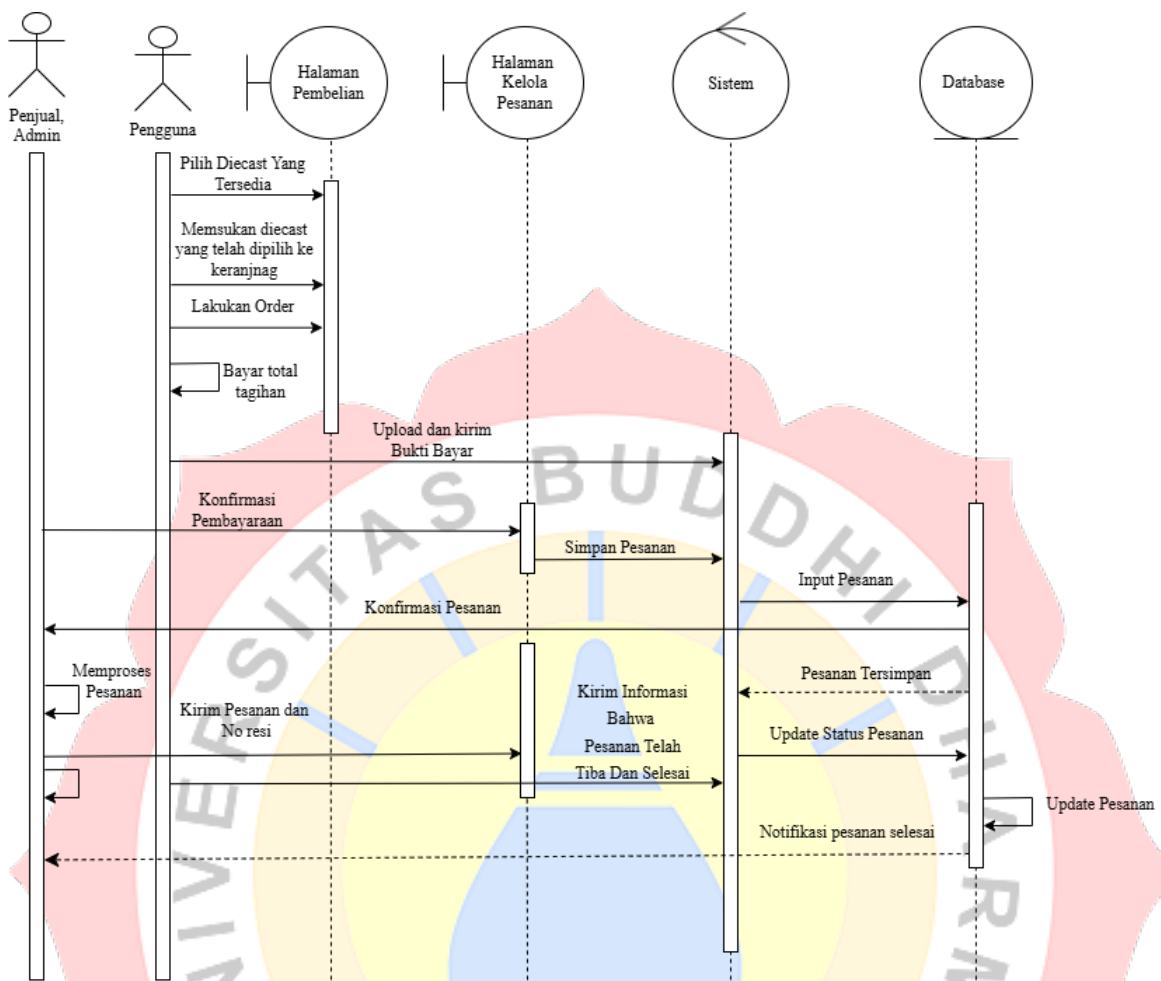 Penjual,
Admin
Pengguna
Halaman
Pembelian
Halaman
Kelola
Pesanan
Sistem
Database
Pilih Diecast Yang
Tersedia
Memsukan diecast
yang telah dipilih ke
keranjnag
Lakukan Order
Bayar total
tagihan
Upload dan kirim
Bukti Bayar
Konfirmasi
Pembayaraan
Simpan Pesanan
Input Pesanan
Konfirmasi Pesanan
Memproses
Pesanan
Pesanan Tersimpan
Kirim Pesanan dan
No resi
Kirim Informasi
Bahwa
Pesanan Telah
Tiba Dan Selesai
Update Status Pesanan
Update Pesanan
Notifikasi pesanan selesai
UNIVERSITAS BUDDHI DHARM